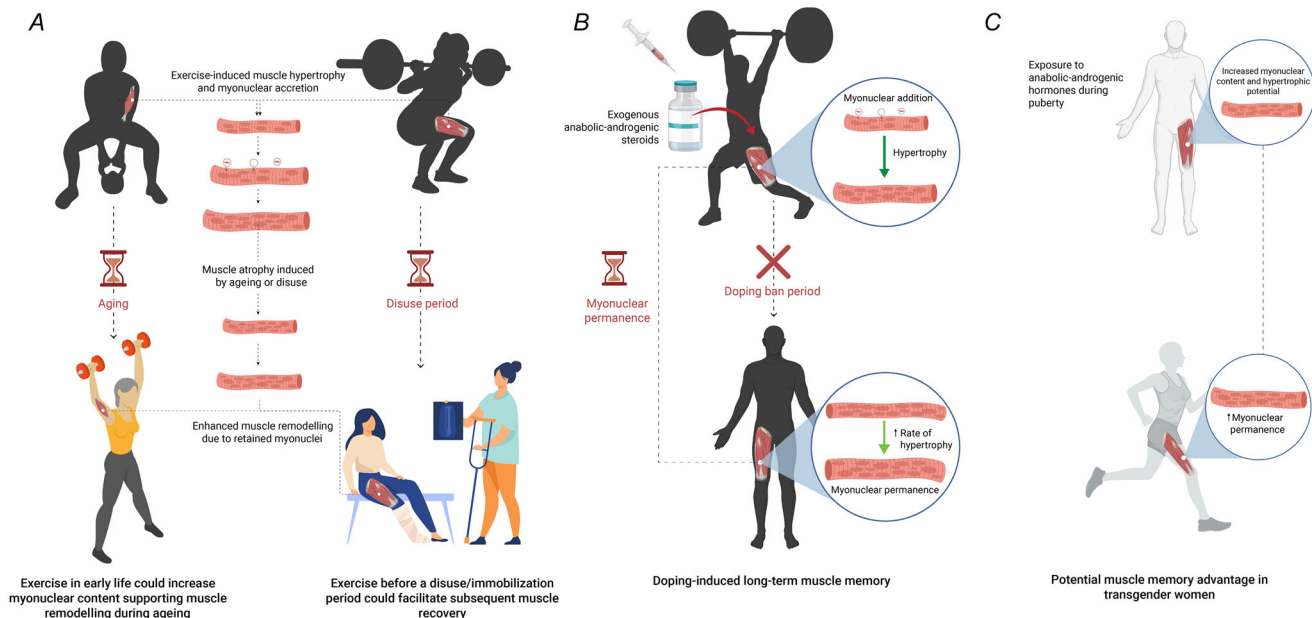 A
Exercise-induced muscle hypertrophy
and myonuclear accretion
Muscle atrophy induced
by ageing or disuse
Aging
Disuse period
Enhanced muscle remodelling
due to retained myonuclei
Exercise in early life could increase
myonuclear content supporting muscle
remodelling during ageing
Exercise before a disuse/immobilization
period could facilitate subsequent muscle
recovery
B
Exogenous
anabolic-androgenic
steroids
Myonuclear addition
Hypertrophy
Myonuclear
permanence
Doping ban period
↑ Rate of
hypertrophy
Myonuclear permanence
Doping-induced long-term muscle memory
C
Exposure to
anabolic-androgenic
hormones during
puberty
Increased myonuclear
content and hypertrophic
potential
↑Myonuclear
permanence
Potential muscle memory advantage in
transgender women